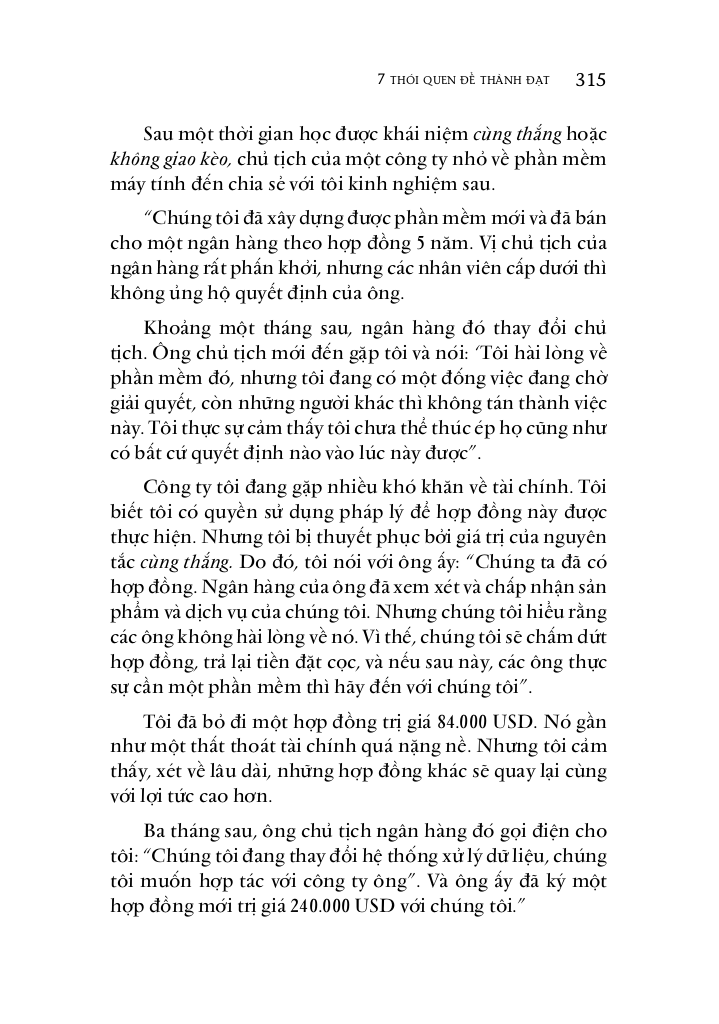 7 THÓI QUEN ĐỂ THÀNH ĐẠT 315
Sau một thời gian học được khái niệm cùng thắng hoặc
không giao kèo, chủ tịch của một công ty nhỏ về phần mềm
máy tính đến chia sẻ với tôi kinh nghiệm sau.
“Chúng tôi đã xây dựng được phần mềm mới và đã bán
cho một ngân hàng theo hợp đồng 5 năm. Vị chủ tịch của
ngân hàng rất phấn khởi, nhưng các nhân viên cấp dưới thì
không ủng hộ quyết định của ông.
Khoảng một tháng sau, ngân hàng đó thay đổi chủ
tịch. Ông chủ tịch mới đến gặp tôi và nói: ‘Tôi hài lòng về
phần mềm đó, nhưng tôi đang có một đống việc đang chờ
giải quyết, còn những người khác thì không tán thành việc
này. Tôi thực sự cảm thấy tôi chưa thể thúc ép họ cũng như
có bất cứ quyết định nào vào lúc này được”.
Công ty tôi đang gặp nhiều khó khăn về tài chính. Tôi
biết tôi có quyền sử dụng pháp lý để hợp đồng này được
thực hiện. Nhưng tôi bị thuyết phục bởi giá trị của nguyên
tắc cùng thắng. Do đó, tôi nói với ông ấy: “Chúng ta đã có
hợp đồng. Ngân hàng của ông đã xem xét và chấp nhận sản
phẩm và dịch vụ của chúng tôi. Nhưng chúng tôi hiểu rằng
các ông không hài lòng về nó. Vì thế, chúng tôi sẽ chấm dứt
hợp đồng, trả lại tiền đặt cọc, và nếu sau này, các ông thực
sự cần một phần mềm thì hãy đến với chúng tôi”.
Tôi đã bỏ đi một hợp đồng trị giá 84.000 USD. Nó gần
như một thất thoát tài chính quá nặng nề. Nhưng tôi cảm
thấy, xét về lâu dài, những hợp đồng khác sẽ quay lại cùng
với lợi tức cao hơn.
Ba tháng sau, ông chủ tịch ngân hàng đó gọi điện cho
tôi: “Chúng tôi đang thay đổi hệ thống xử lý dữ liệu, chúng
tôi muốn hợp tác với công ty ông”. Và ông ấy đã ký một
hợp đồng mới trị giá 240.000 USD với chúng tôi.”